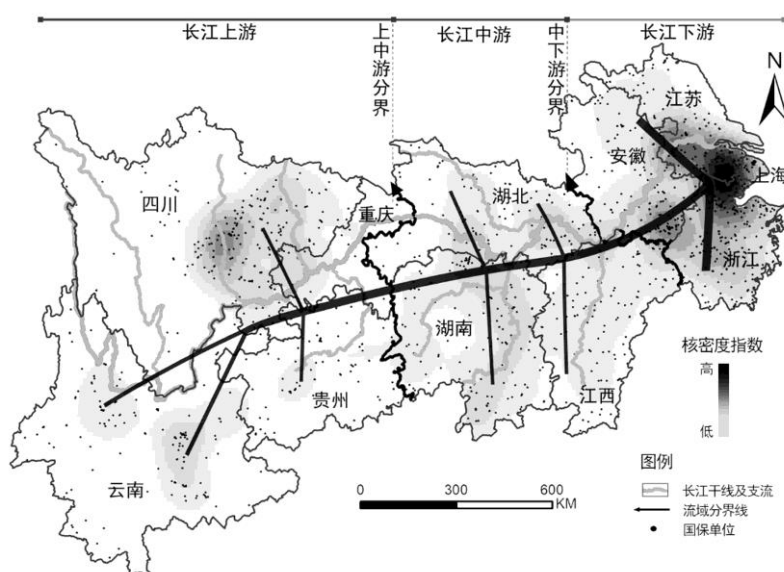 长江上游
上中游分界
长江中游
中下游分界
长江下游
N
江苏
安徽
上海
四川
重庆
湖北
浙江
湖南
江西
贵州
云南
核密度指数
高
低
图例
长江干线及支流
流域分界线
国保单位
0 300 600
KM